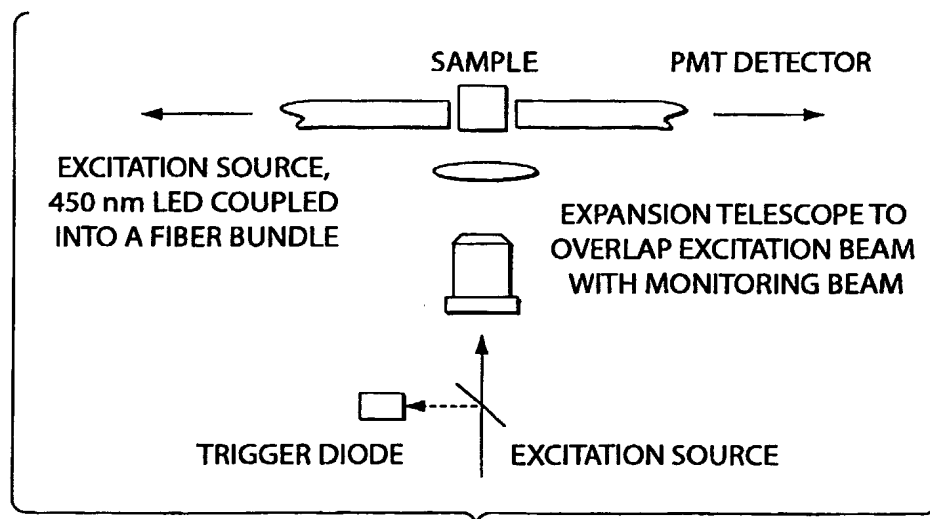 SAMPLE
PMT DETECTOR
EXCITATION SOURCE,
450 nm LED COUPLED
INTO A FIBER BUNDLE
EXPANSION TELESCOPE TO
OVERLAP EXCITATION BEAM
WITH MONITORING BEAM
TRIGGER DIODE
EXCITATION SOURCE